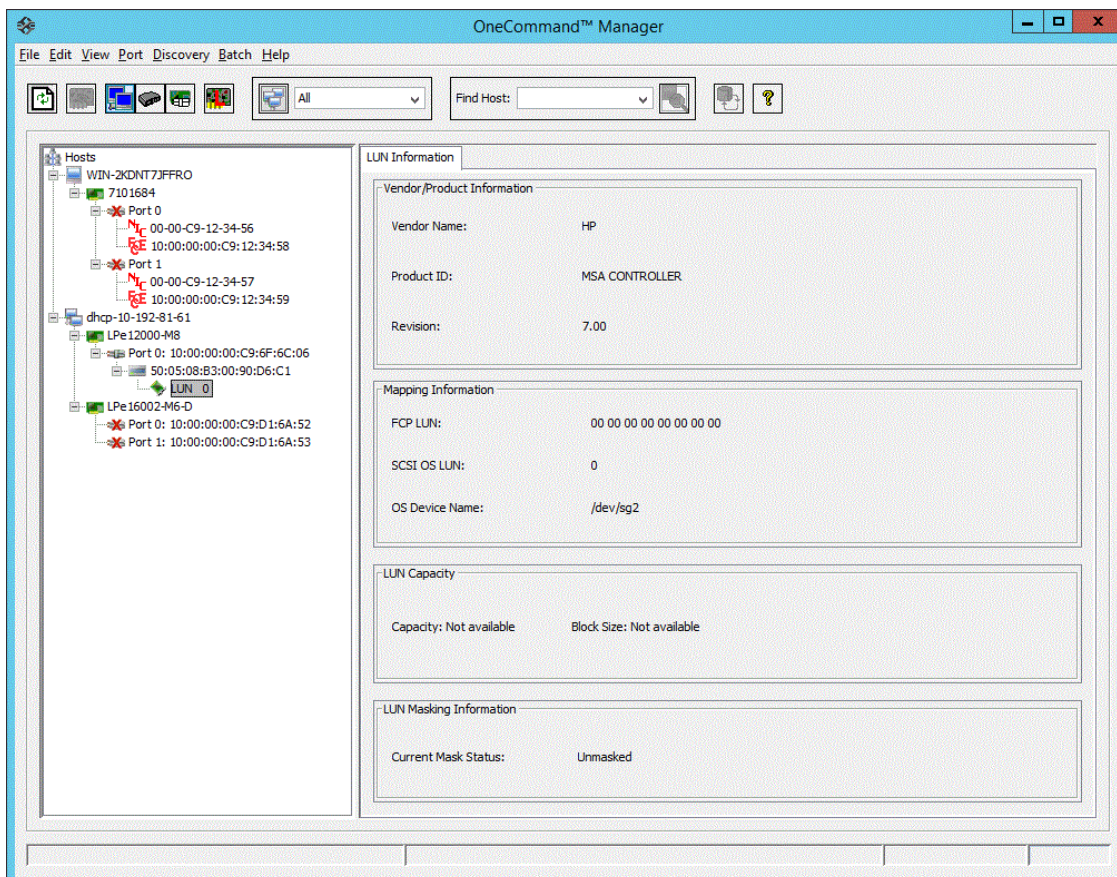 OneCommand™ Manager
File Edit View Port Discovery Batch Help
All
Find Host:
Hosts
WIN-2KDNT7JFFRO
7101684
Port 0
NIC 00-00-C9-12-34-56
FCoE 10:00:00:00:C9:12:34:58
Port 1
NIC 00-00-C9-12-34-57
FCoE 10:00:00:00:C9:12:34:59
dhcp-10-192-81-61
LPe12000-M8
Port 0: 10:00:00:00:C9:6F:6C:06
50:05:08:B3:00:90:D6:C1
LUN 0
LPe16002-M6-D
Port 0: 10:00:00:00:C9:D1:6A:52
Port 1: 10:00:00:00:C9:D1:6A:53
LUN Information
Vendor/Product Information
Vendor Name: HP
Product ID: MSA CONTROLLER
Revision: 7.00
Mapping Information
FCP LUN: 00 00 00 00 00 00 00 00
SCSI OS LUN: 0
OS Device Name: /dev/sg2
LUN Capacity
Capacity: Not available Block Size: Not available
LUN Masking Information
Current Mask Status: Unmasked